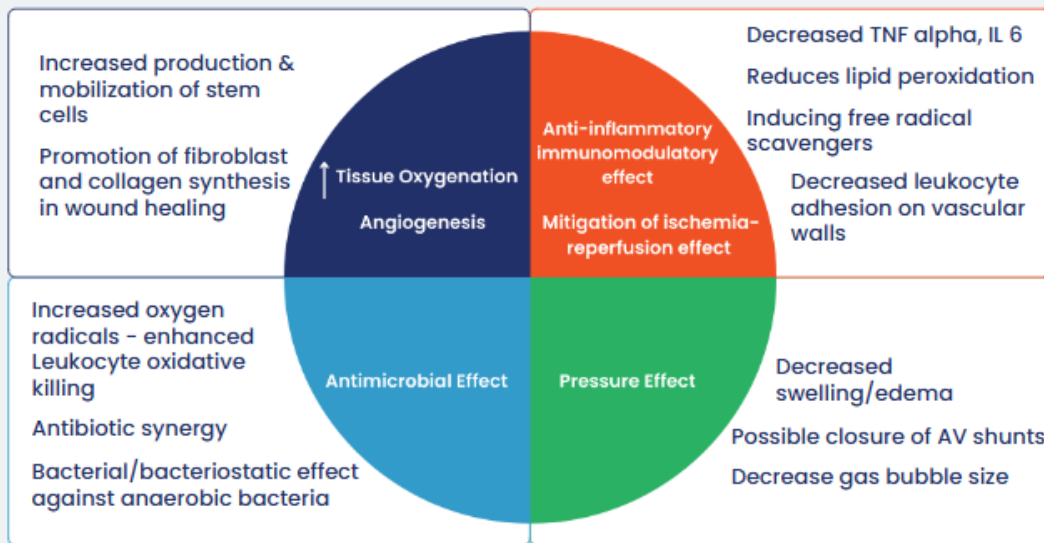 Increased production &
mobilization of stem
cells
Promotion of fibroblast
and collagen synthesis
in wound healing
↑ Tissue Oxygenation
Angiogenesis
Anti-inflammatory
immunomodulatory
effect
Mitigation of ischemia-
reperfusion effect
Decreased TNF alpha, IL 6
Reduces lipid peroxidation
Inducing free radical
scavengers
Decreased leukocyte
adhesion on vascular
walls
Increased oxygen
radicals - enhanced
Leukocyte oxidative
killing
Antibiotic synergy
Bacterial/bacteriostatic effect
against anaerobic bacteria
Antimicrobial Effect
Pressure Effect
Decreased
swelling/edema
Possible closure of AV shunts
Decrease gas bubble size